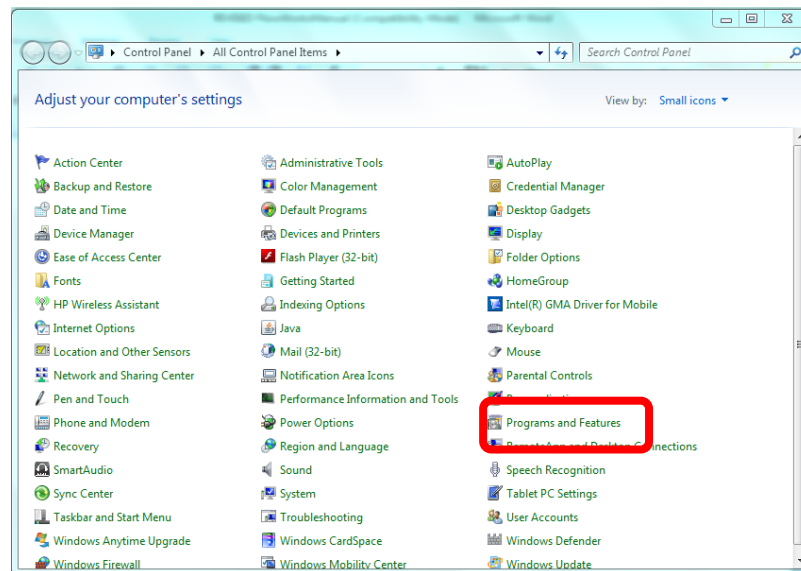 Control Panel All Control Panel Items Search Control Panel
Adjust your computer's settings View by: Small icons
Action Center Administrative Tools AutoPlay
Backup and Restore Color Management Credential Manager
Date and Time Default Programs Desktop Gadgets
Device Manager Devices and Printers Display
Ease of Access Center Flash Player (32-bit) Folder Options
Fonts Getting Started HomeGroup
HP Wireless Assistant Indexing Options Intel(R) GMA Driver for Mobile
Internet Options Java Keyboard
Location and Other Sensors Mail (32-bit) Mouse
Network and Sharing Center Notification Area Icons Parental Controls
Pen and Touch Performance Information and Tools
Phone and Modem Power Options Programs and Features
Recovery Region and Language RemoteApp and Desktop Connections
SmartAudio Sound Speech Recognition
Sync Center System Tablet PC Settings
Taskbar and Start Menu Troubleshooting User Accounts
Windows Anytime Upgrade Windows CardSpace Windows Defender
Windows Firewall Windows Mobility Center Windows Update